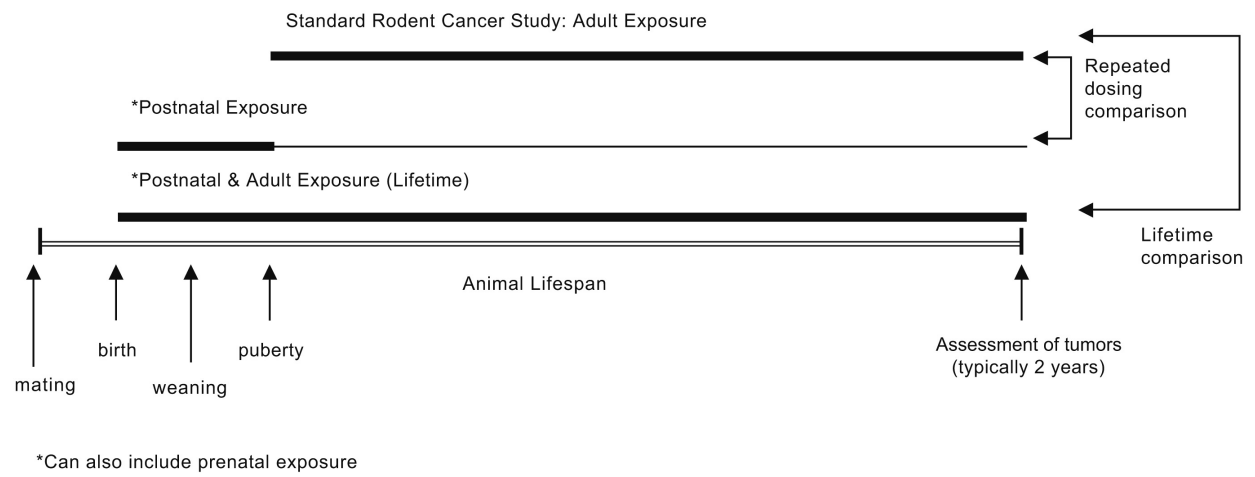 Standard Rodent Cancer Study: Adult Exposure
Repeated
dosing
comparison
*Postnatal Exposure
*Postnatal & Adult Exposure (Lifetime)
Lifetime
comparison
Animal Lifespan
birth
puberty
mating
weaning
Assessment of tumors
(typically 2 years)
*Can also include prenatal exposure